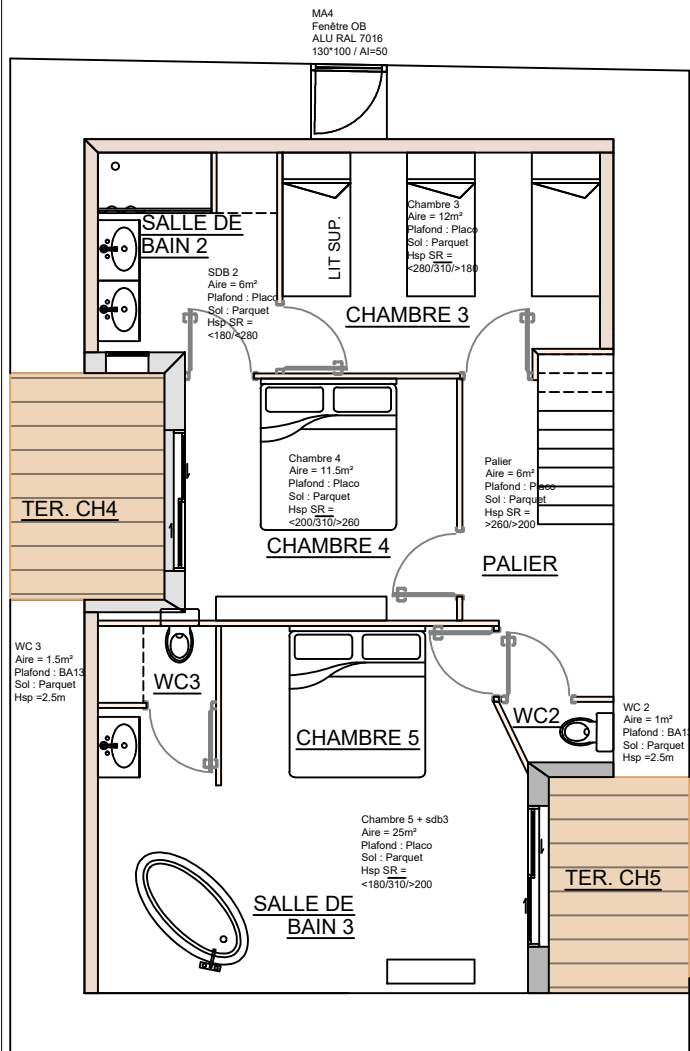 MA4
Fenêtre OB
ALU RAL 7016
130*100 / Al=50
SALLE DE
BAIN 2
SDB 2
Aire = 6m²
Plafond : Placo
Sol : Parquet
Hsp SR =
<180/<280
LIT SUP.
Chambre 3
Aire = 12m²
Plafond : Placo
Sol : Parquet
Hsp SR =
<280/310/>180
CHAMBRE 3
TER. CH4
Chambre 4
Aire = 11.5m²
Plafond : Placo
Sol : Parquet
Hsp SR =
<200/310/>260
CHAMBRE 4
Palier
Aire = 6m²
Plafond : Placo
Sol : Parquet
Hsp SR =
>260/>200
PALIER
WC 3
Aire = 1.5m²
Plafond : BA13
Sol : Parquet
Hsp =2.5m
WC3
CHAMBRE 5
WC2
WC 2
Aire = 1m²
Plafond : BA13
Sol : Parquet
Hsp =2.5m
Chambre 5 + sdb3
Aire = 25m²
Plafond : Placo
Sol : Parquet
Hsp SR =
<180/310/>200
TER. CH5
SALLE DE
BAIN 3